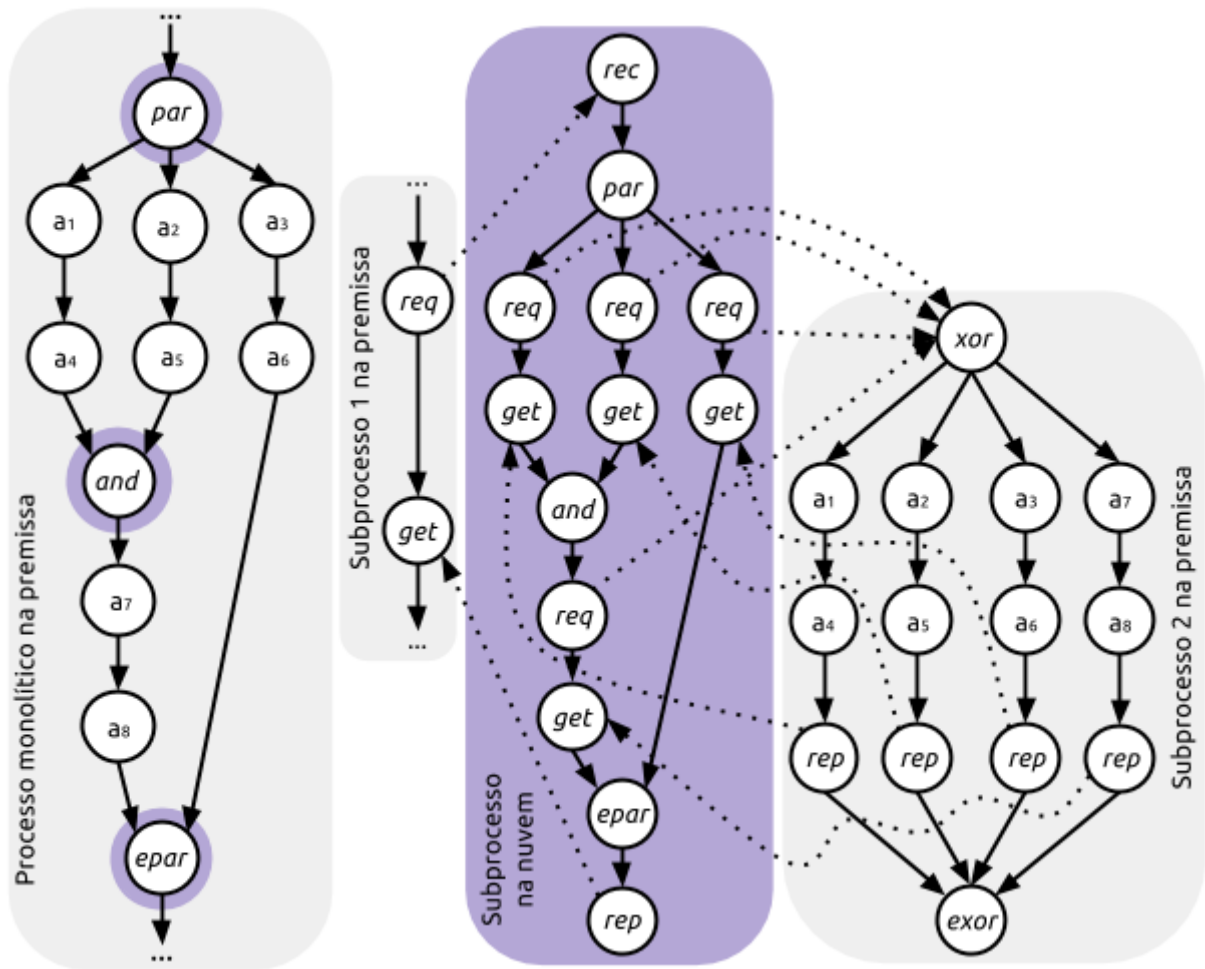 Processo monolítico na premissa
...
par
a1
a2
a3
a4
a5
a6
and
a7
a8
epar
...
Subprocesso 1 na premissa
...
req
get
...
Subprocesso
na nuvem
rec
par
req
req
req
get
get
get
and
req
get
epar
rep
Subprocesso 2 na premissa
xor
a1
a2
a3
a7
a4
a5
a6
a8
rep
rep
rep
rep
exor